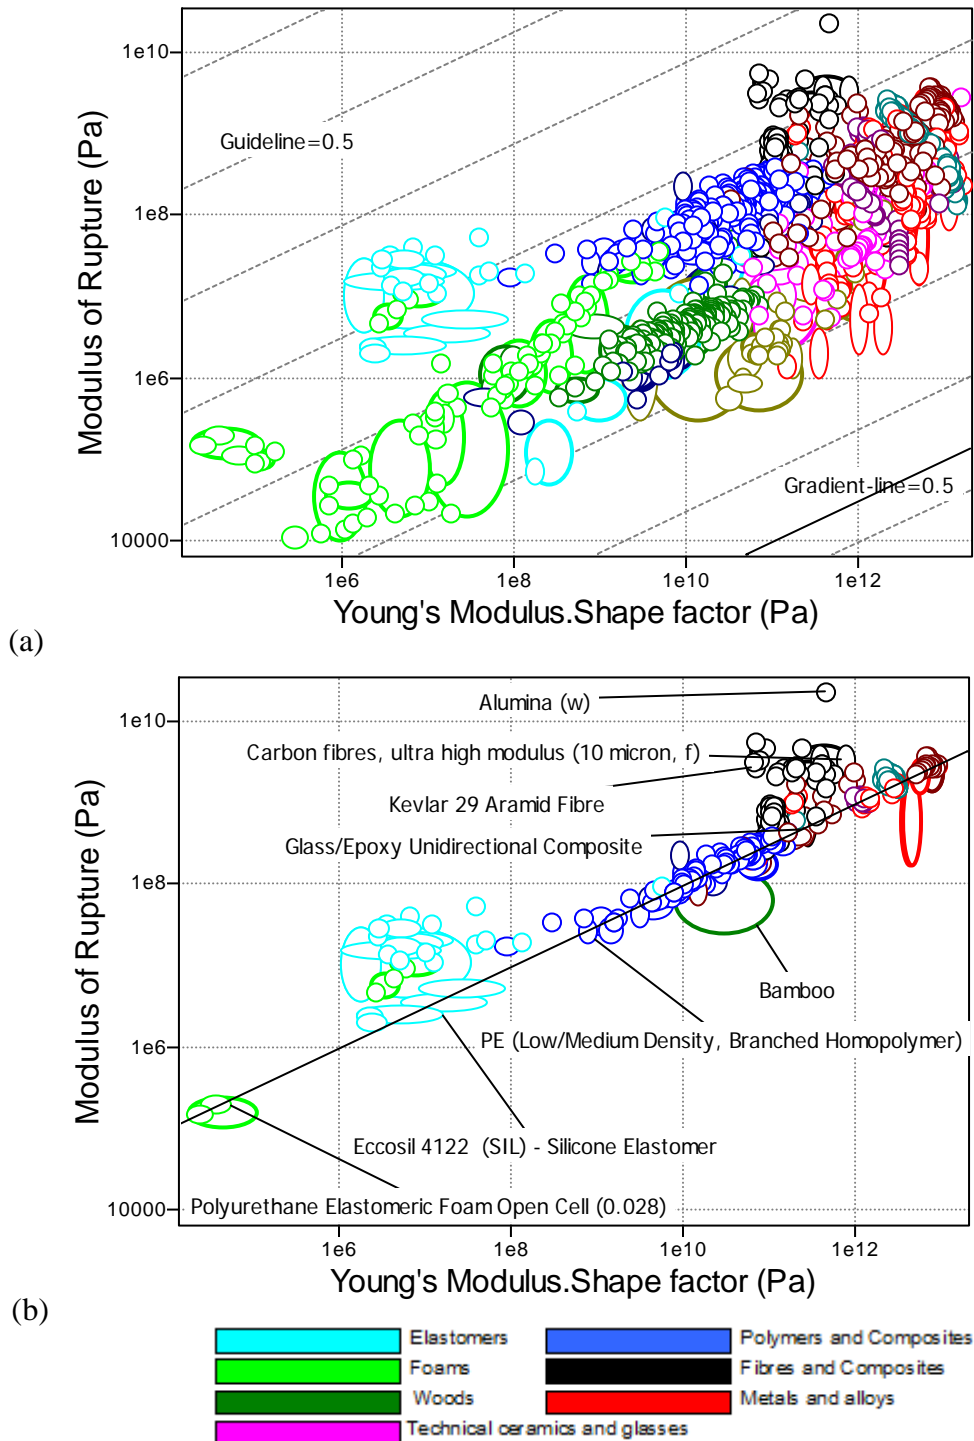 1e10
Guideline=0.5
1e8
Modulus of Rupture (Pa)
1e6
Gradient-line=0.5
10000
1e6
1e8
1e10
1e12
Young's Modulus.Shape factor (Pa)
(a)
Alumina (w)
1e10
Carbon fibres, ultra high modulus (10 micron, f)
Kevlar 29 Aramid Fibre
Glass/Epoxy Unidirectional Composite
1e8
Modulus of Rupture (Pa)
Bamboo
PE (Low/Medium Density, Branched Homopolymer)
1e6
Eccosil 4122 (SIL) - Silicone Elastomer
Polyurethane Elastomeric Foam Open Cell (0.028)
10000
1e6
1e8
1e10
1e12
Young's Modulus.Shape factor (Pa)
(b)
Elastomers
Polymers and Composites
Foams
Fibres and Composites
Woods
Metals and alloys
Technical ceramics and glasses